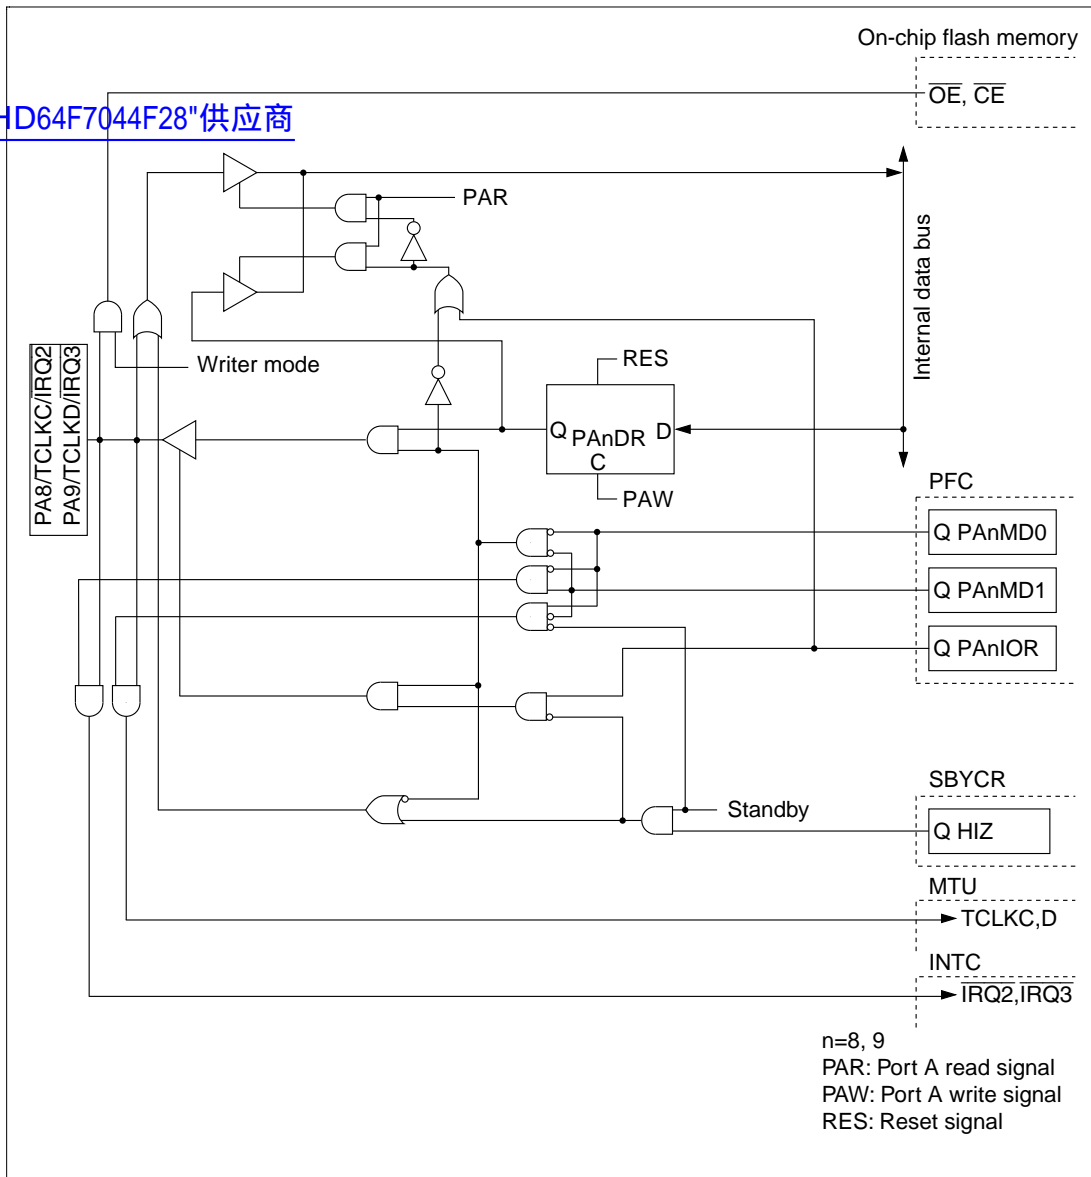 On-chip flash memory
OE, CE
HD64F7044F28"供应商
PAR
Internal data bus
Writer mode
RES
PA8/TCLKC/IRQ2
PA9/TCLKD/IRQ3
Q PAnDR D
C
PAW
PFC
Q PAnMD0
Q PAnMD1
Q PAnIOR
SBYCR
Standby
Q HIZ
MTU
TCLKC,D
INTC
IRQ2,IRQ3
n=8, 9
PAR: Port A read signal
PAW: Port A write signal
RES: Reset signal